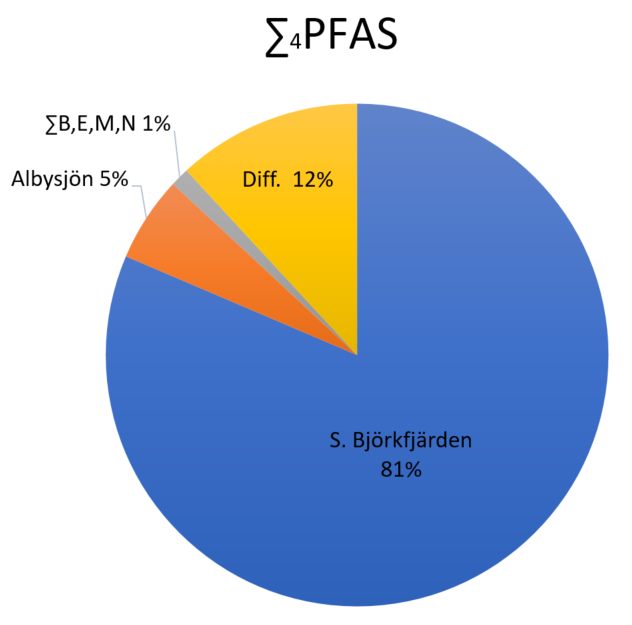 ∑₄PFAS
∑B,E,M,N 1%
Albysjön 5%
Diff.  12%
S. Björkfjärden
81%